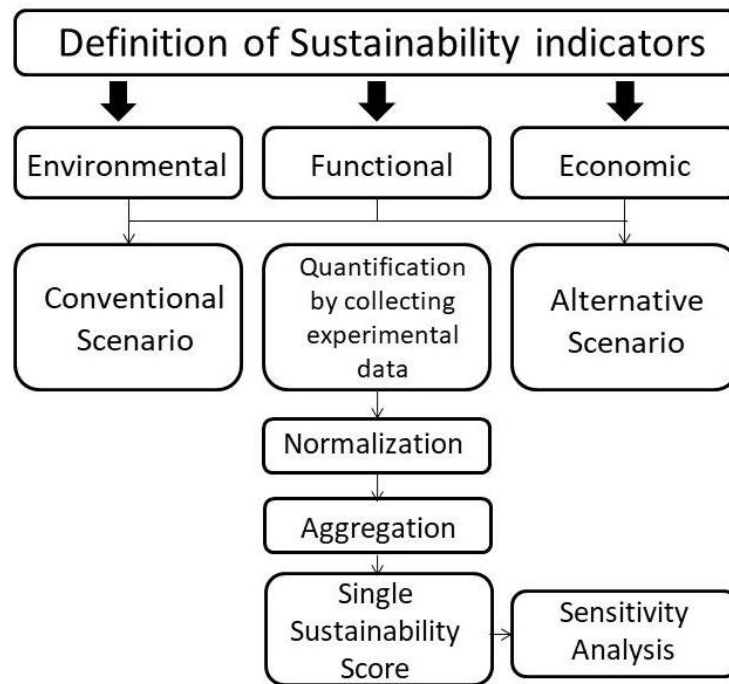 Definition of Sustainability indicators
Environmental
Functional
Economic
Conventional
Scenario
Quantification
by collecting
experimental
data
Alternative
Scenario
Normalization
Aggregation
Single
Sustainability
Score
Sensitivity
Analysis